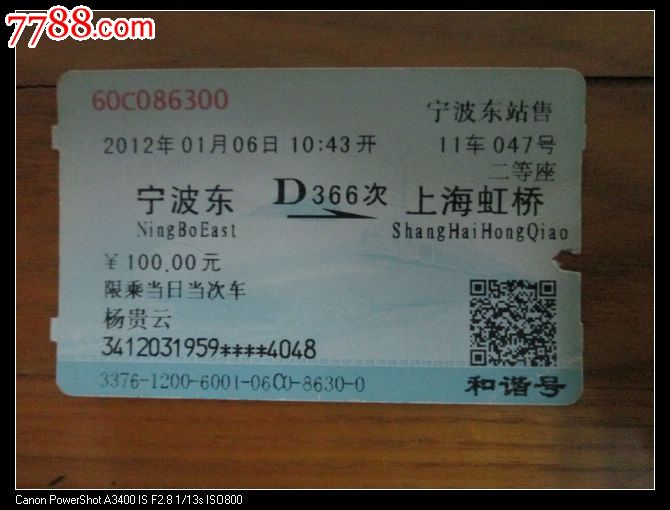 7788.com
60C086300
宁波东站售
2012年01月06日 10:43开
11车 047号
二等座
宁波东 D366次 上海虹桥
NingBoEast ShangHaiHongQiao
￥100.00元
限乘当日当次车
杨贵云
3412031959****4048
3376-1200-6001-06C0-8630-0
和谐号
Canon PowerShot A3400 IS F2.8 1/13s ISO800